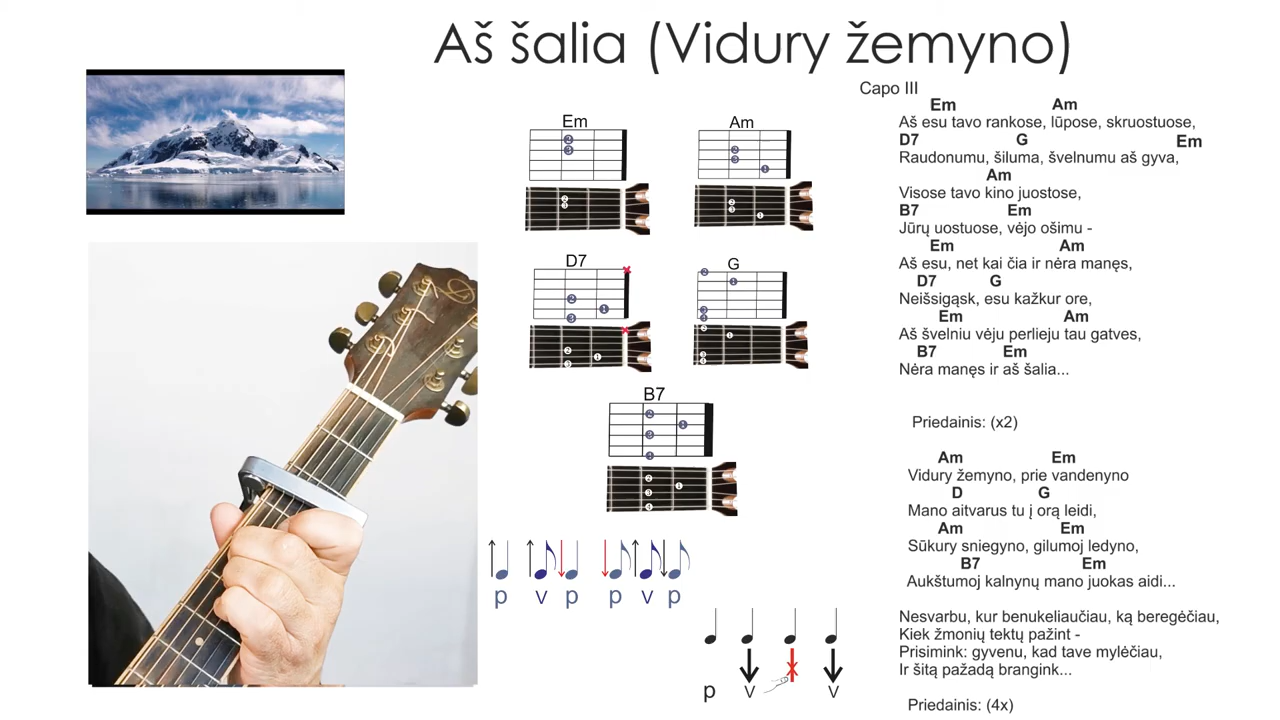 Aš šalia (Vidury žemyno)
Em
Am
D7
G
B7
p v p p v p
p v v
Capo III
Em Am
Aš esu tavo rankose, lūpose, skruostuose,
D7 G Em
Raudonumu, šiluma, švelnumu aš gyva,
Am
Visose tavo kino juostose,
B7 Em
Jūrų uostuose, vėjo ošimu -
Em Am
Aš esu, net kai čia ir nėra manęs,
D7 G
Neišsigąsk, esu kažkur ore,
Em Am
Aš švelniu vėju perlieju tau gatves,
B7 Em
Nėra manęs ir aš šalia...
Priedainis: (x2)
Am Em
Vidury žemyno, prie vandenyno
D G
Mano aitvarus tu į orą leidi,
Am Em
Sūkury sniegyno, gilumoj ledyno,
B7 Em
Aukštumoj kalnynų mano juokas aidi...
Nesvarbu, kur benukeliaučiau, ką beregėčiau,
Kiek žmonių tektų pažint -
Prisimink: gyvenu, kad tave mylėčiau,
Ir šitą pažadą brangink...
Priedainis: (4x)